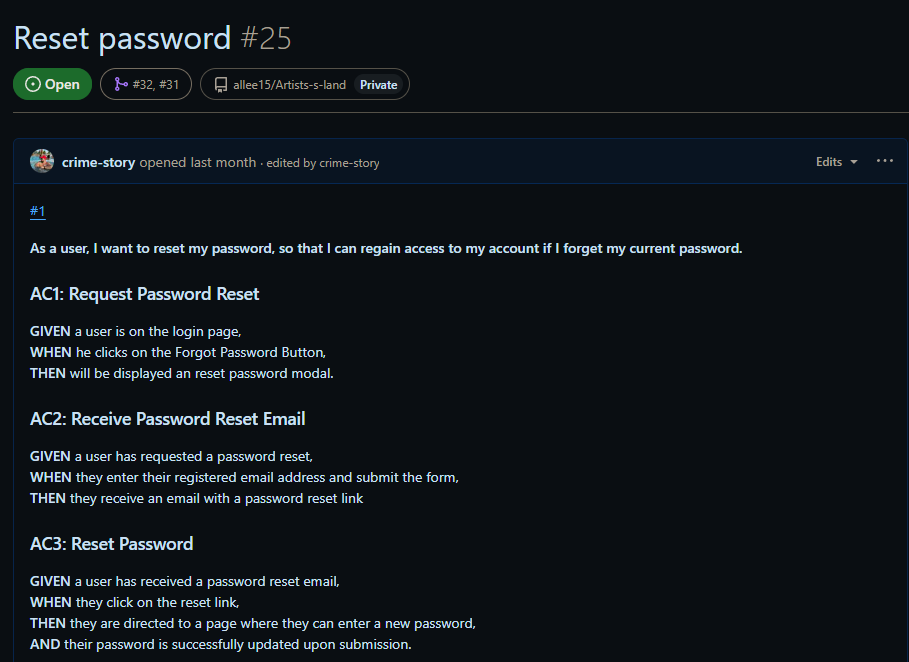 Reset password #25
Open #32, #31 allee15/Artists-s-land Private
crime-story opened last month · edited by crime-story Edits
#1
As a user, I want to reset my password, so that I can regain access to my account if I forget my current password.
AC1: Request Password Reset
GIVEN a user is on the login page,
WHEN he clicks on the Forgot Password Button,
THEN will be displayed an reset password modal.
AC2: Receive Password Reset Email
GIVEN a user has requested a password reset,
WHEN they enter their registered email address and submit the form,
THEN they receive an email with a password reset link
AC3: Reset Password
GIVEN a user has received a password reset email,
WHEN they click on the reset link,
THEN they are directed to a page where they can enter a new password,
AND their password is successfully updated upon submission.